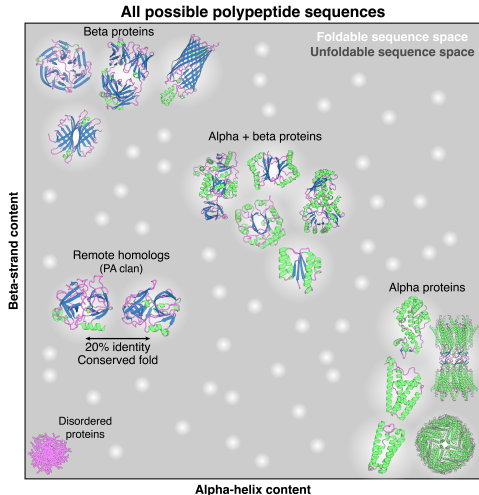 All possible polypeptide sequences
Foldable sequence space
Unfoldable sequence space
Beta proteins
Alpha + beta proteins
Remote homologs
(PA clan)
20% identity
Conserved fold
Alpha proteins
Disordered
proteins
Beta-strand content
Alpha-helix content